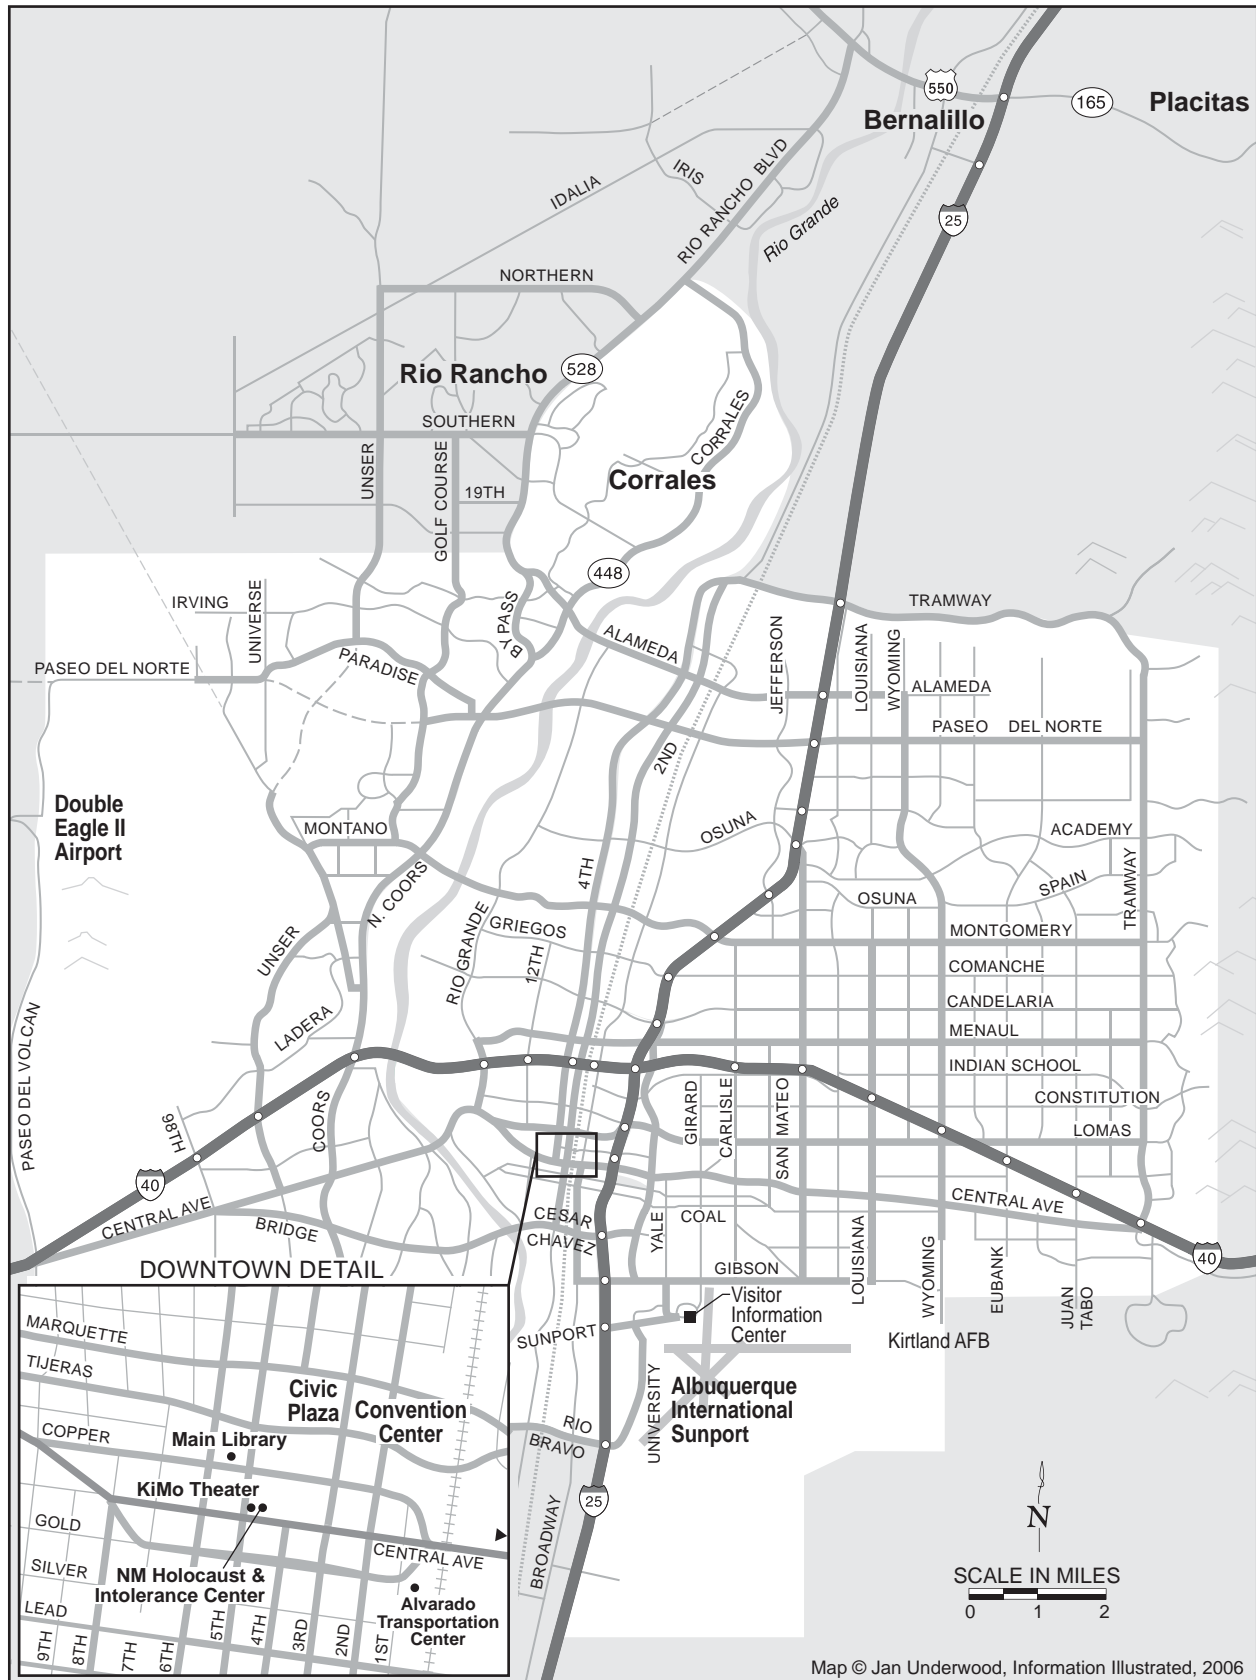 550
165
Placitas
Bernalillo
IRIS
IDALIA
RIO RANCHO BLVD
25
Rio Grande
NORTHERN
Rio Rancho
528
SOUTHERN
CORRALES
UNSER
GOLF COURSE
19TH
Corrales
448
IRVING
UNIVERSE
BY PASS
TRAMWAY
ALAMEDA
JEFFERSON
LOUISIANA
WYOMING
PASEO DEL NORTE
PARADISE
ALAMEDA
PASEO DEL NORTE
2ND
Double
Eagle II
Airport
MONTANO
OSUNA
ACADEMY
N. COORS
4TH
SPAIN
TRAMWAY
OSUNA
RIO GRANDE
GRIEGOS
MONTGOMERY
UNSER
12TH
COMANCHE
CANDELARIA
LADERA
MENAUL
PASEO DEL VOLCAN
INDIAN SCHOOL
GIRARD
CARLISLE
SAN MATEO
CONSTITUTION
98TH
COORS
LOMAS
40
CENTRAL AVE
CENTRAL AVE
BRIDGE
CESAR
CHAVEZ
YALE
COAL
LOUISIANA
WYOMING
EUBANK
JUAN
TABO
40
GIBSON
DOWNTOWN DETAIL
Visitor
Information
Center
SUNPORT
Kirtland AFB
UNIVERSITY
Albuquerque
International
Sunport
RIO
BRAVO
25
BROADWAY
MARQUETTE
TIJERAS
Civic
Plaza
Convention
Center
COPPER
Main Library
KiMo Theater
GOLD
CENTRAL AVE
SILVER
NM Holocaust &
Intolerance Center
Alvarado
Transportation
Center
LEAD
9TH
8TH
7TH
6TH
5TH
4TH
3RD
2ND
1ST
N
SCALE IN MILES
0 1 2
Map © Jan Underwood, Information Illustrated, 2006